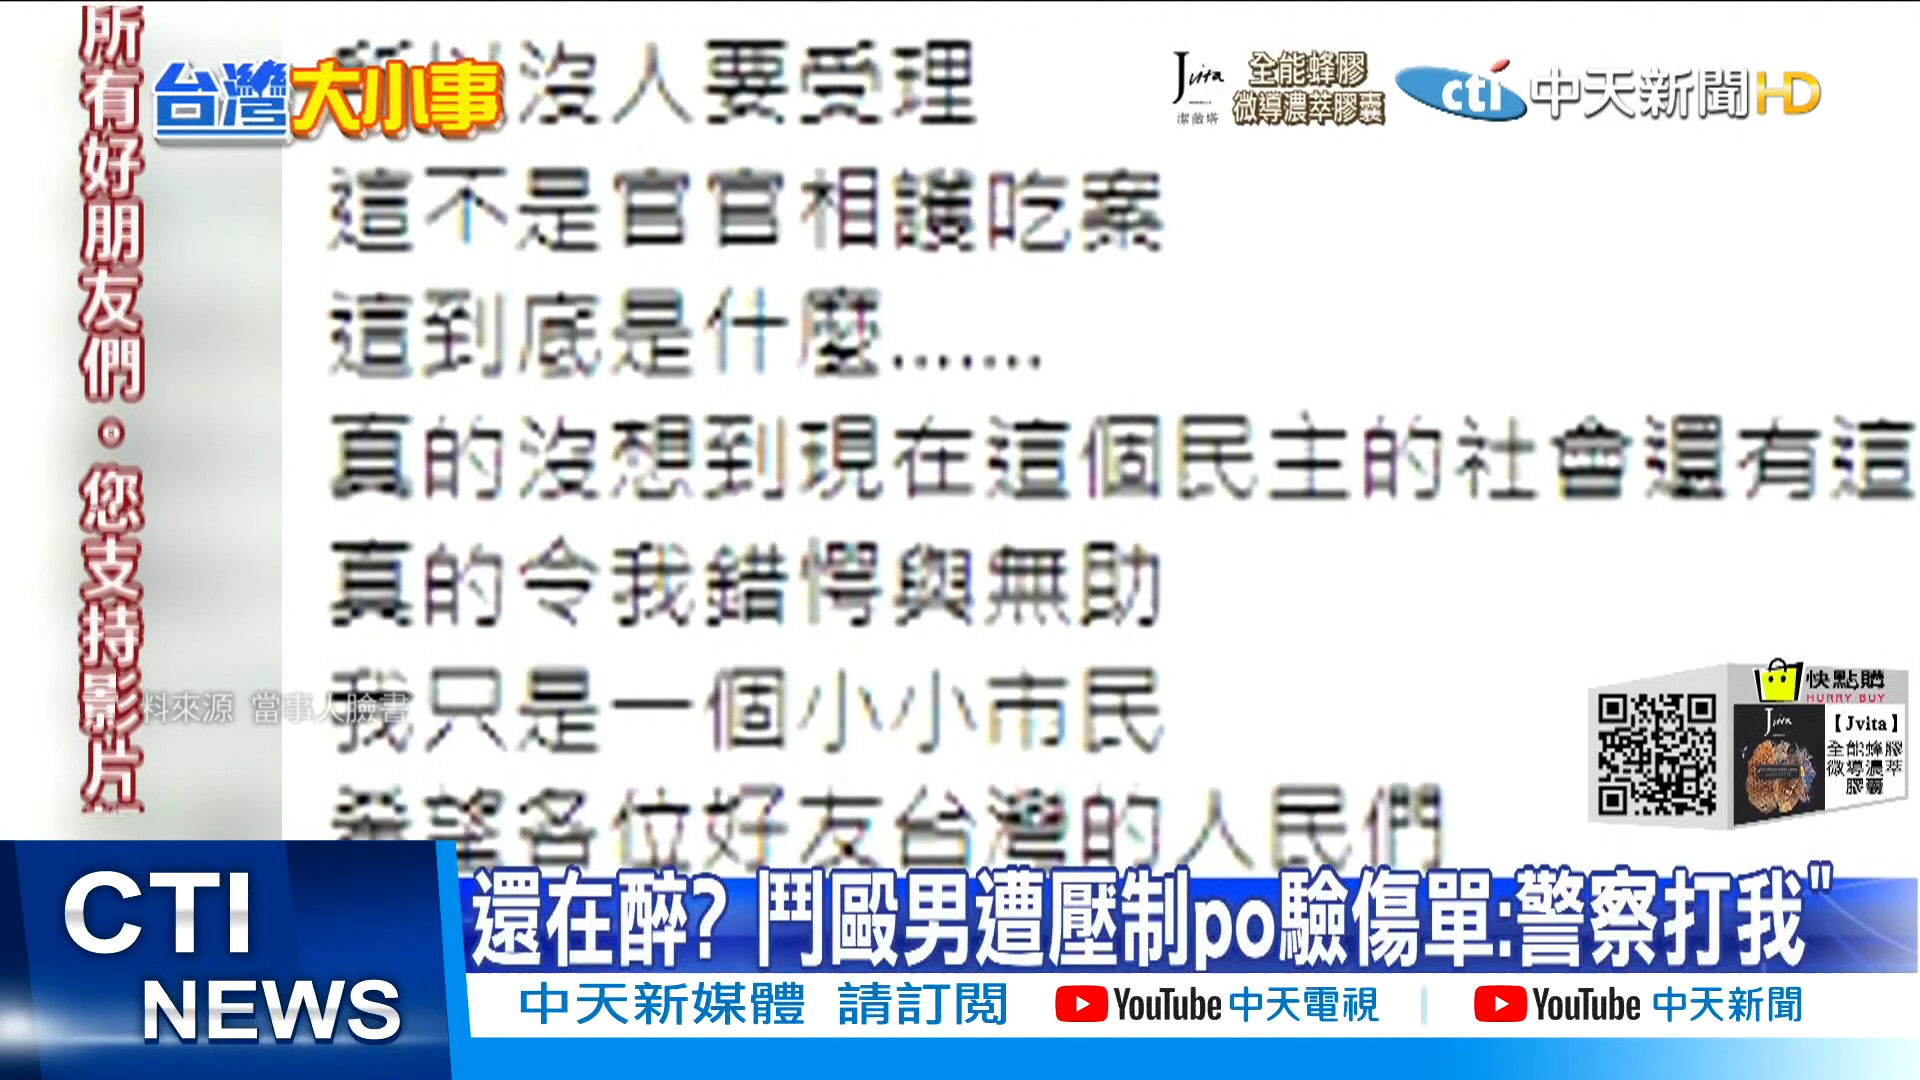 所有好朋友們。您支持影片
台灣大小事
沒人要受理
這不是官官相護吃案
這到底是什麼.......
真的沒想到現在這個民主的社會還有這
真的令我錯愕與無助
我只是一個小小市民
希望各位好友台灣的人民們
料來源 當事人臉書
Jvita
潔薇塔
全能蜂膠
微導濃萃膠囊
cti 中天新聞HD
快點購
HURRY BUY
Jvita
【Jvita】
全能蜂膠
微導濃萃
膠囊
CTI
NEWS
還在醉? 鬥毆男遭壓制po驗傷單:警察打我"
中天新媒體 請訂閱 YouTube 中天電視 | YouTube 中天新聞